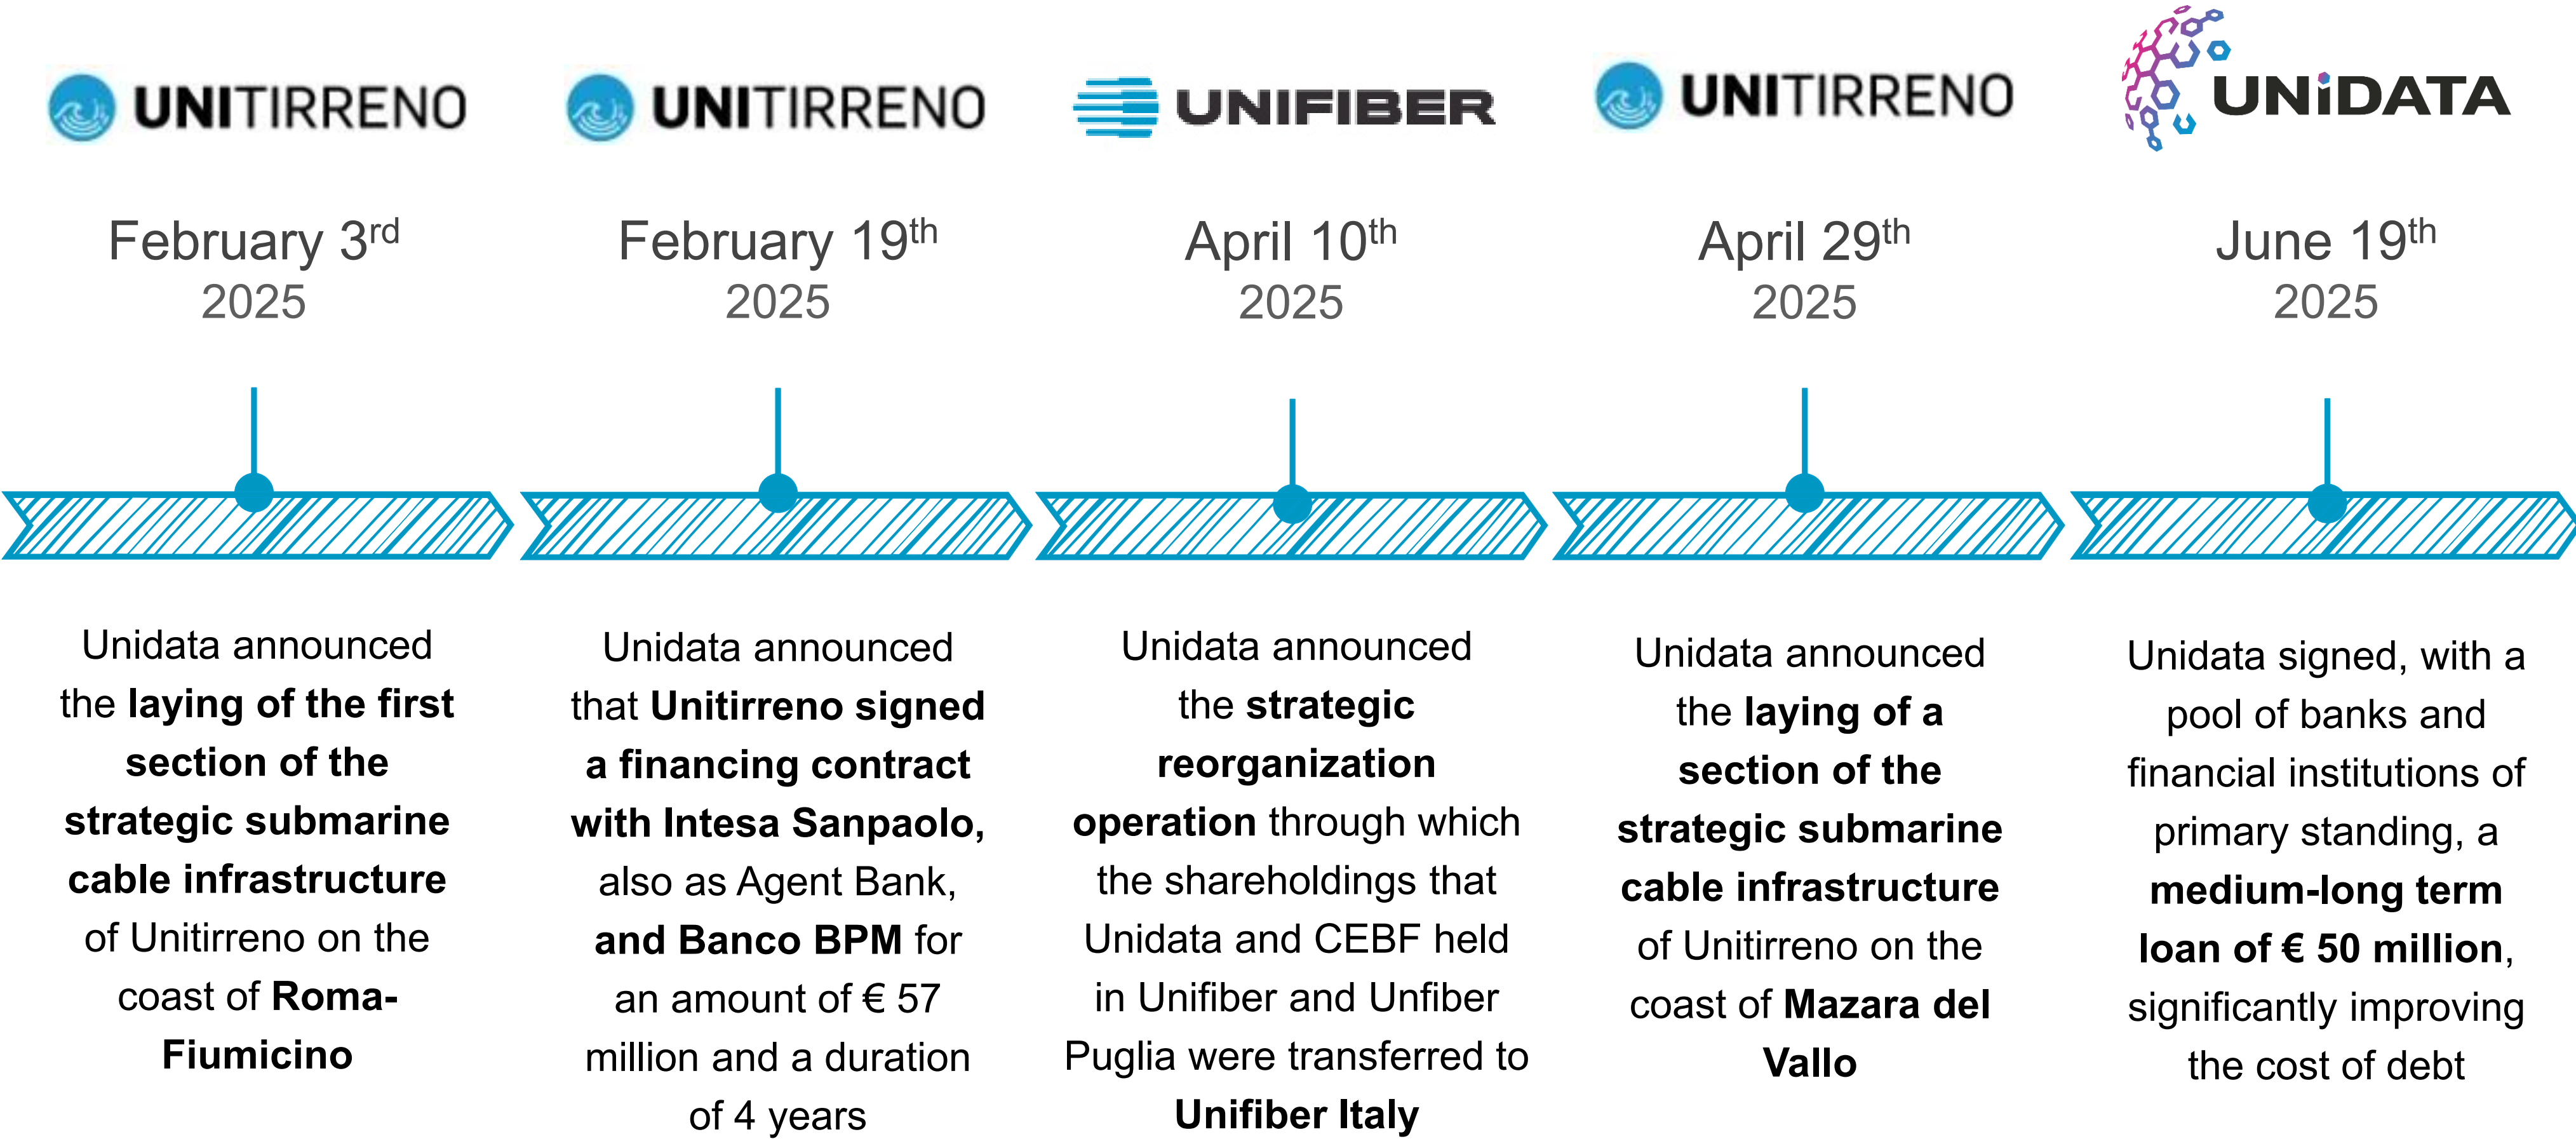 UNITIRRENO
February 3rd
2025
Unidata announced
the laying of the first
section of the
strategic submarine
cable infrastructure
of Unitirreno on the
coast of Roma-
Fiumicino
UNITIRRENO
February 19th
2025
Unidata announced
that Unitirreno signed
a financing contract
with Intesa Sanpaolo,
also as Agent Bank,
and Banco BPM for
an amount of € 57
million and a duration
of 4 years
UNIFIBER
April 10th
2025
Unidata announced
the strategic
reorganization
operation through which
the shareholdings that
Unidata and CEBF held
in Unifiber and Unfiber
Puglia were transferred to
Unifiber Italy
UNITIRRENO
April 29th
2025
Unidata announced
the laying of a
section of the
strategic submarine
cable infrastructure
of Unitirreno on the
coast of Mazara del
Vallo
UNiDATA
June 19th
2025
Unidata signed, with a
pool of banks and
financial institutions of
primary standing, a
medium-long term
loan of € 50 million,
significantly improving
the cost of debt